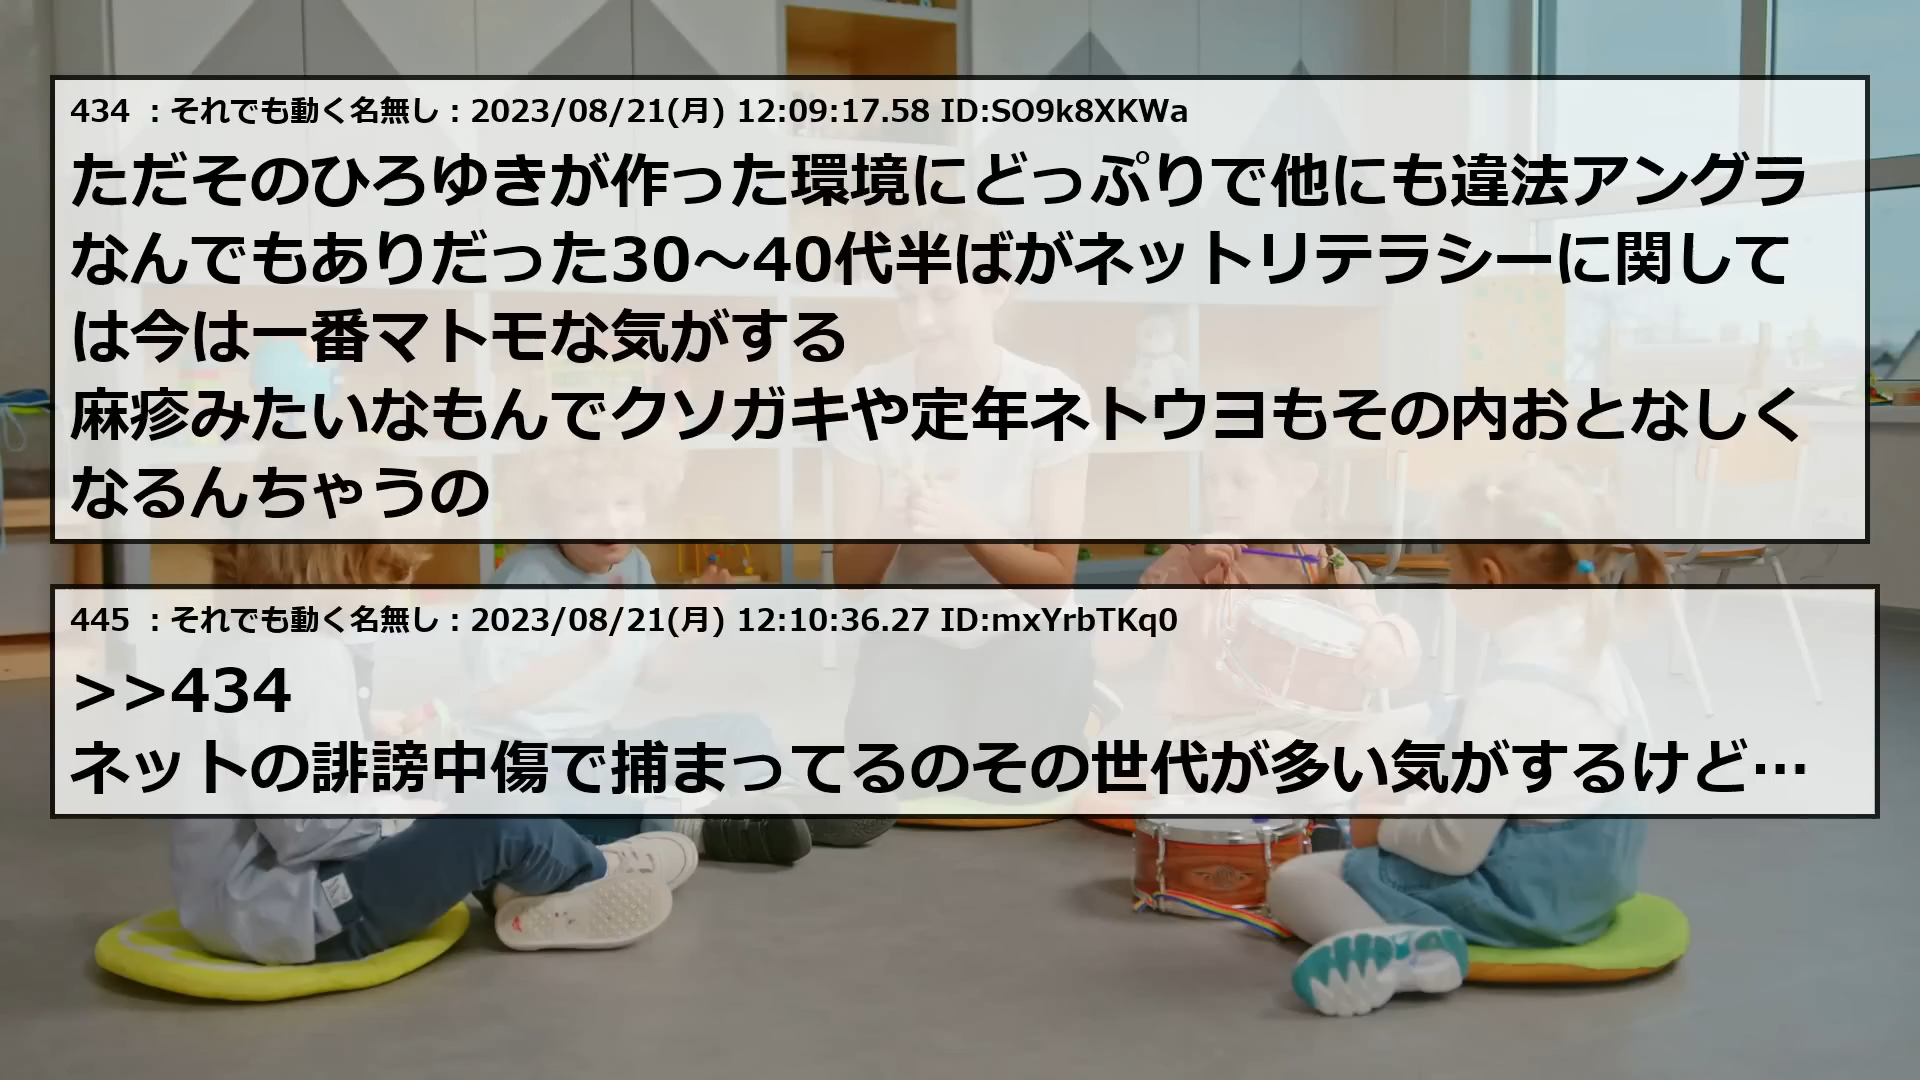 434 ：それでも動く名無し：2023/08/21(月) 12:09:17.58 ID:SO9k8XKWa
ただそのひろゆきが作った環境にどっぷりで他にも違法アングラ
なんでもありだった30～40代半ばがネットリテラシーに関して
は今は一番マトモな気がする
麻疹みたいなもんでクソガキや定年ネトウヨもその内おとなしく
なるんちゃうの
445 ：それでも動く名無し：2023/08/21(月) 12:10:36.27 ID:mxYrbTKq0
>>434
ネットの誹謗中傷で捕まってるのその世代が多い気がするけど…